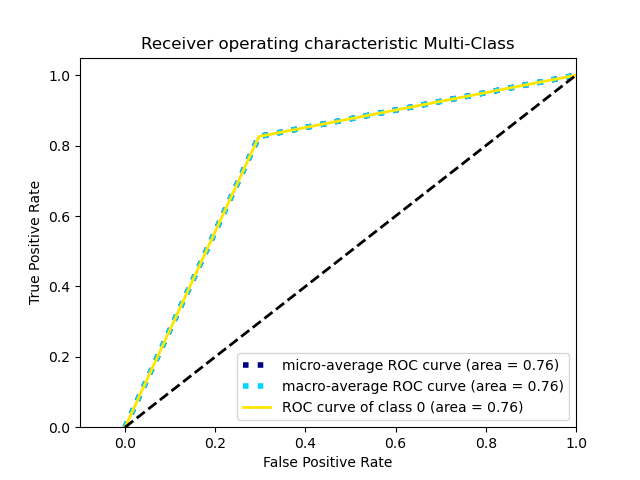 Receiver operating characteristic Multi-Class
1.0
0.8
0.6
0.4
0.2
0.0
True Positive Rate
micro-average ROC curve (area = 0.76)
macro-average ROC curve (area = 0.76)
ROC curve of class 0 (area = 0.76)
0.0 0.2 0.4 0.6 0.8 1.0
False Positive Rate